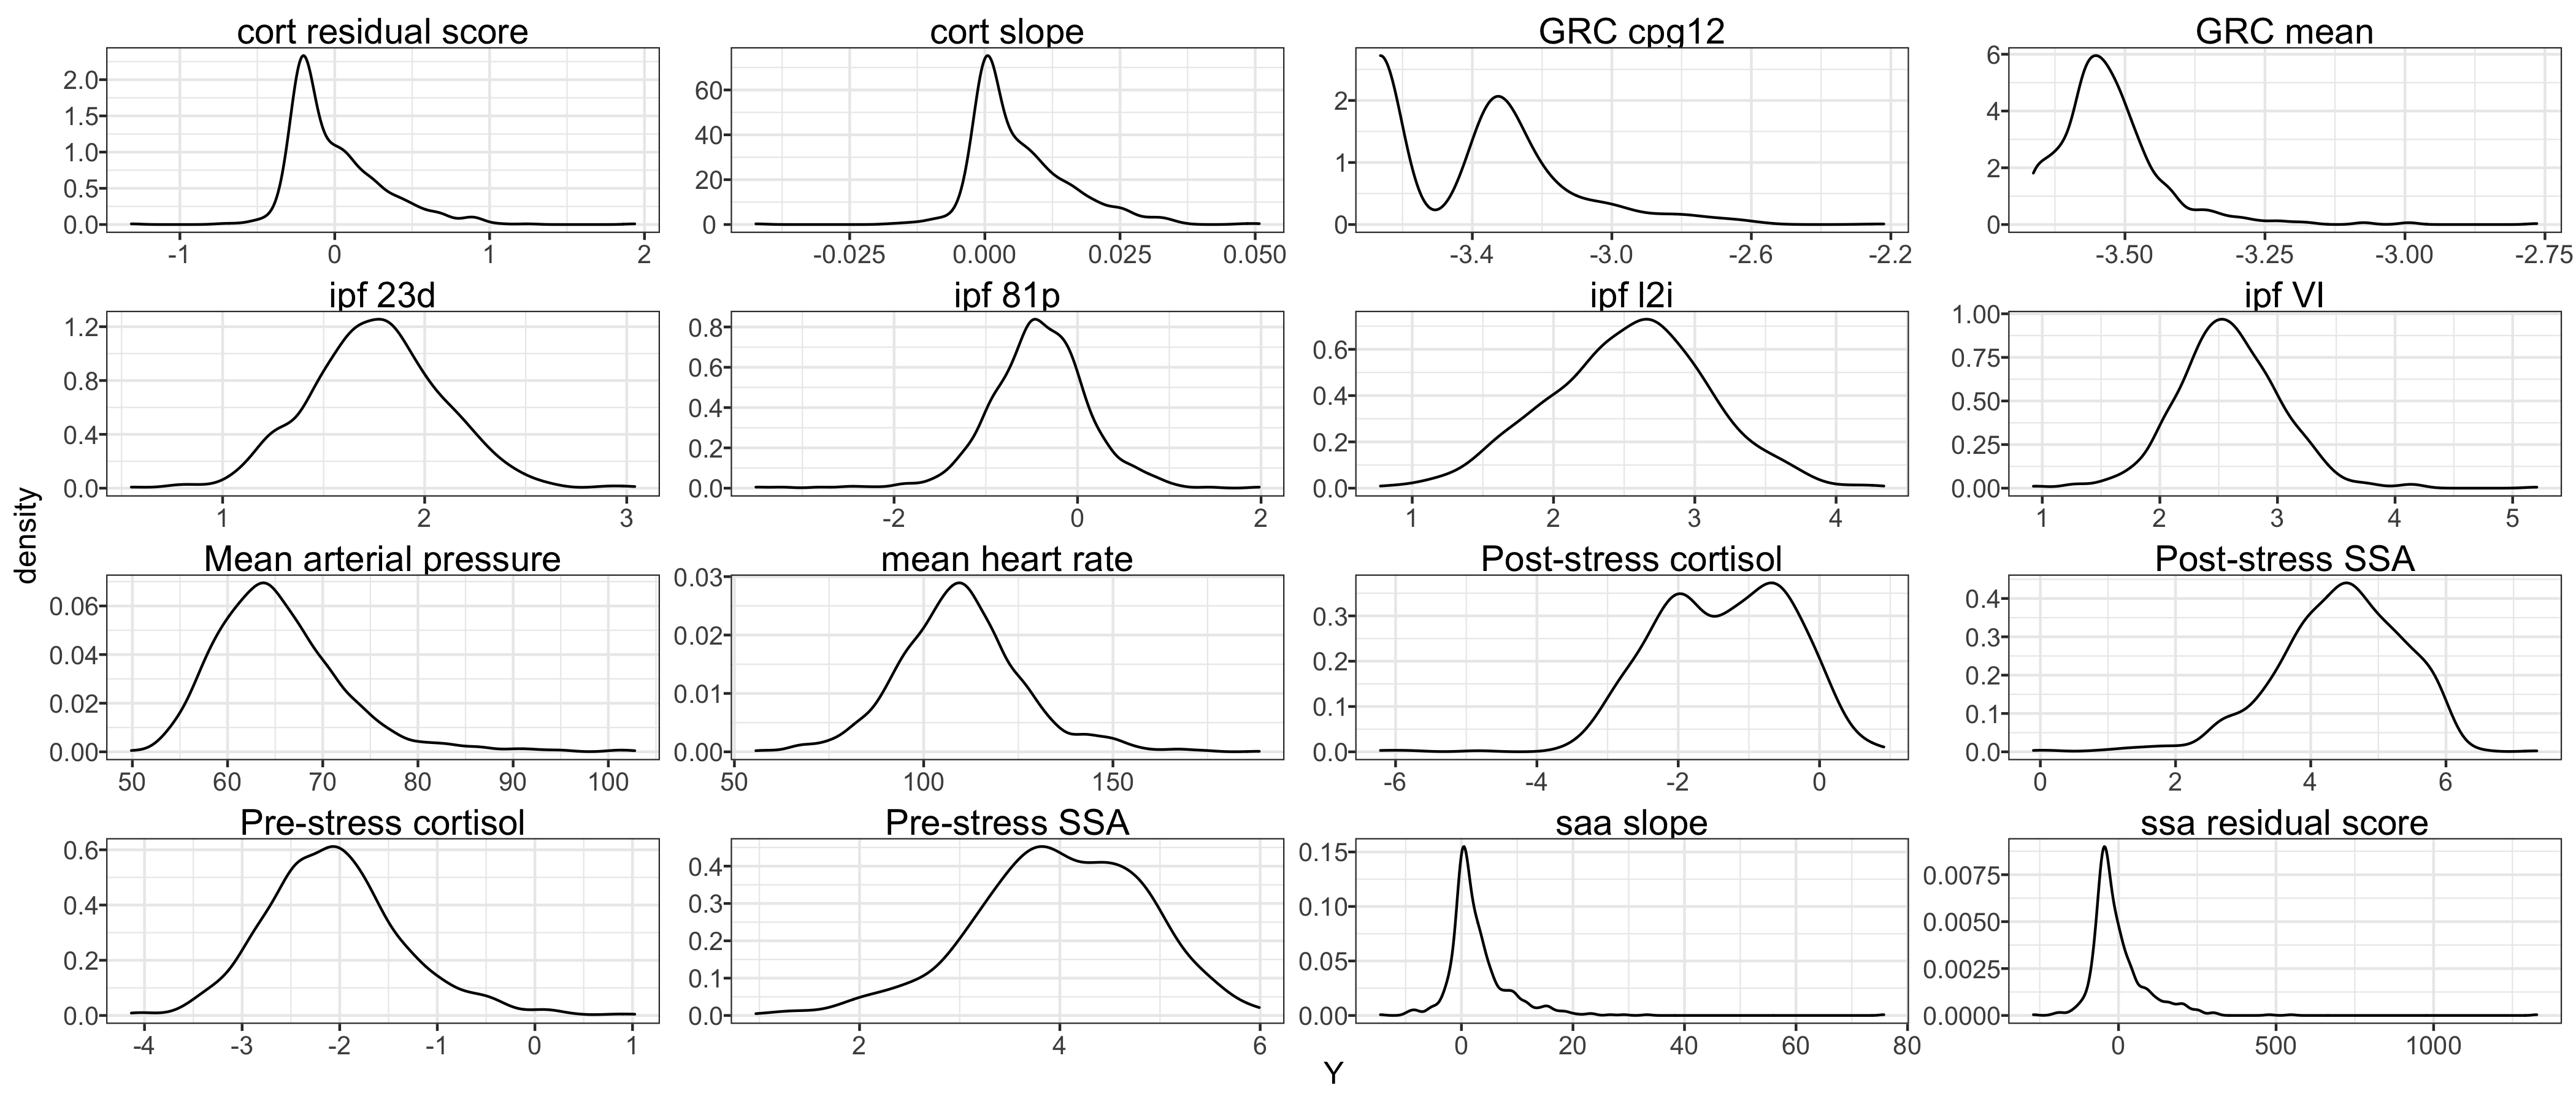 cort residual score cort slope GRC cpg12 GRC mean
2.0 1.5 1.0 0.5 0.0 60 40 20 0 2 1 0 6 4 2 0
-1 0 1 2 -0.025 0.000 0.025 0.050 -3.4 -3.0 -2.6 -2.2 -3.50 -3.25 -3.00 -2.75
ipf 23d ipf 81p ipf l2i ipf VI
1.2 0.8 0.4 0.0 0.8 0.6 0.4 0.2 0.0 0.6 0.4 0.2 0.0 1.00 0.75 0.50 0.25 0.00
1 2 3 -2 0 2 1 2 3 4 1 2 3 4 5
density
Mean arterial pressure mean heart rate Post-stress cortisol Post-stress SSA
0.06 0.04 0.02 0.00 0.03 0.02 0.01 0.00 0.3 0.2 0.1 0.0 0.4 0.3 0.2 0.1 0.0
50 60 70 80 90 100 50 100 150 -6 -4 -2 0 0 2 4 6
Pre-stress cortisol Pre-stress SSA saa slope ssa residual score
0.6 0.4 0.2 0.0 0.4 0.3 0.2 0.1 0.0 0.15 0.10 0.05 0.00 0.0075 0.0050 0.0025 0.0000
-4 -3 -2 -1 0 1 2 4 6 0 20 40 60 80 0 500 1000
Y